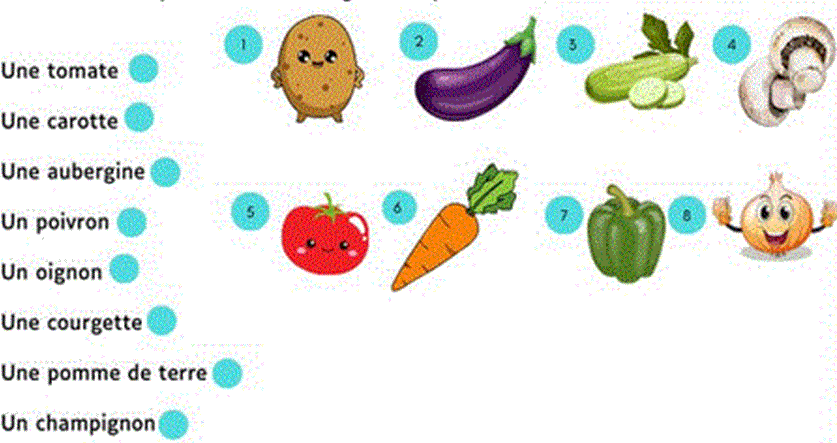 Une tomate
Une carotte
Une aubergine
Un poivron
Un oignon
Une courgette
Une pomme de terre
Un champignon
1 2 3 4
5 6 7 8